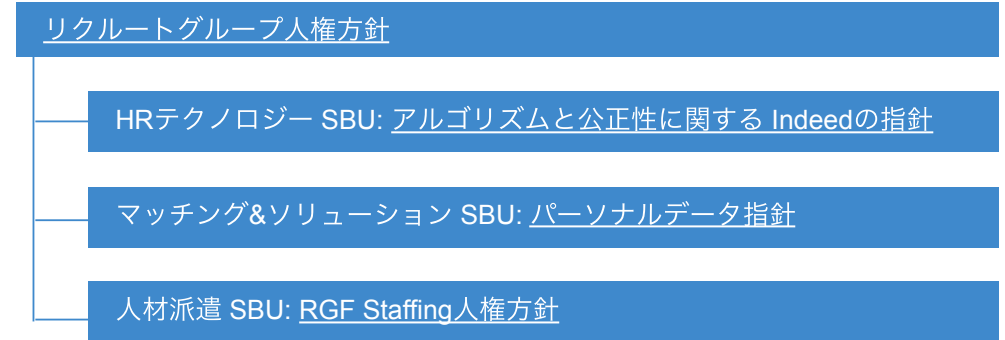 リクルートグループ人権方針
HRテクノロジー SBU: アルゴリズムと公正性に関する Indeedの指針
マッチング&ソリューション SBU: パーソナルデータ指針
人材派遣 SBU: RGF Staffing人権方針